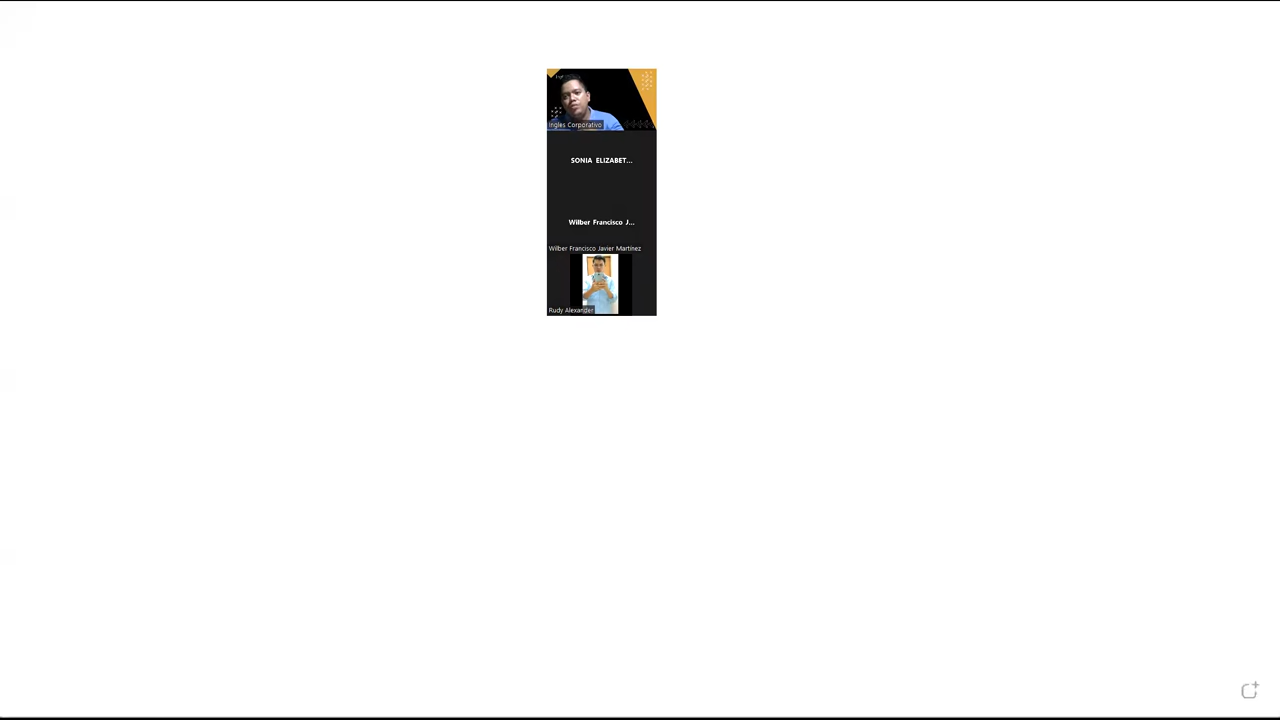 Ingles Corporativo
SONIA ELIZABET...
Wilber Francisco J...
Wilber Francisco Javier Martinez
Rudy Alexander